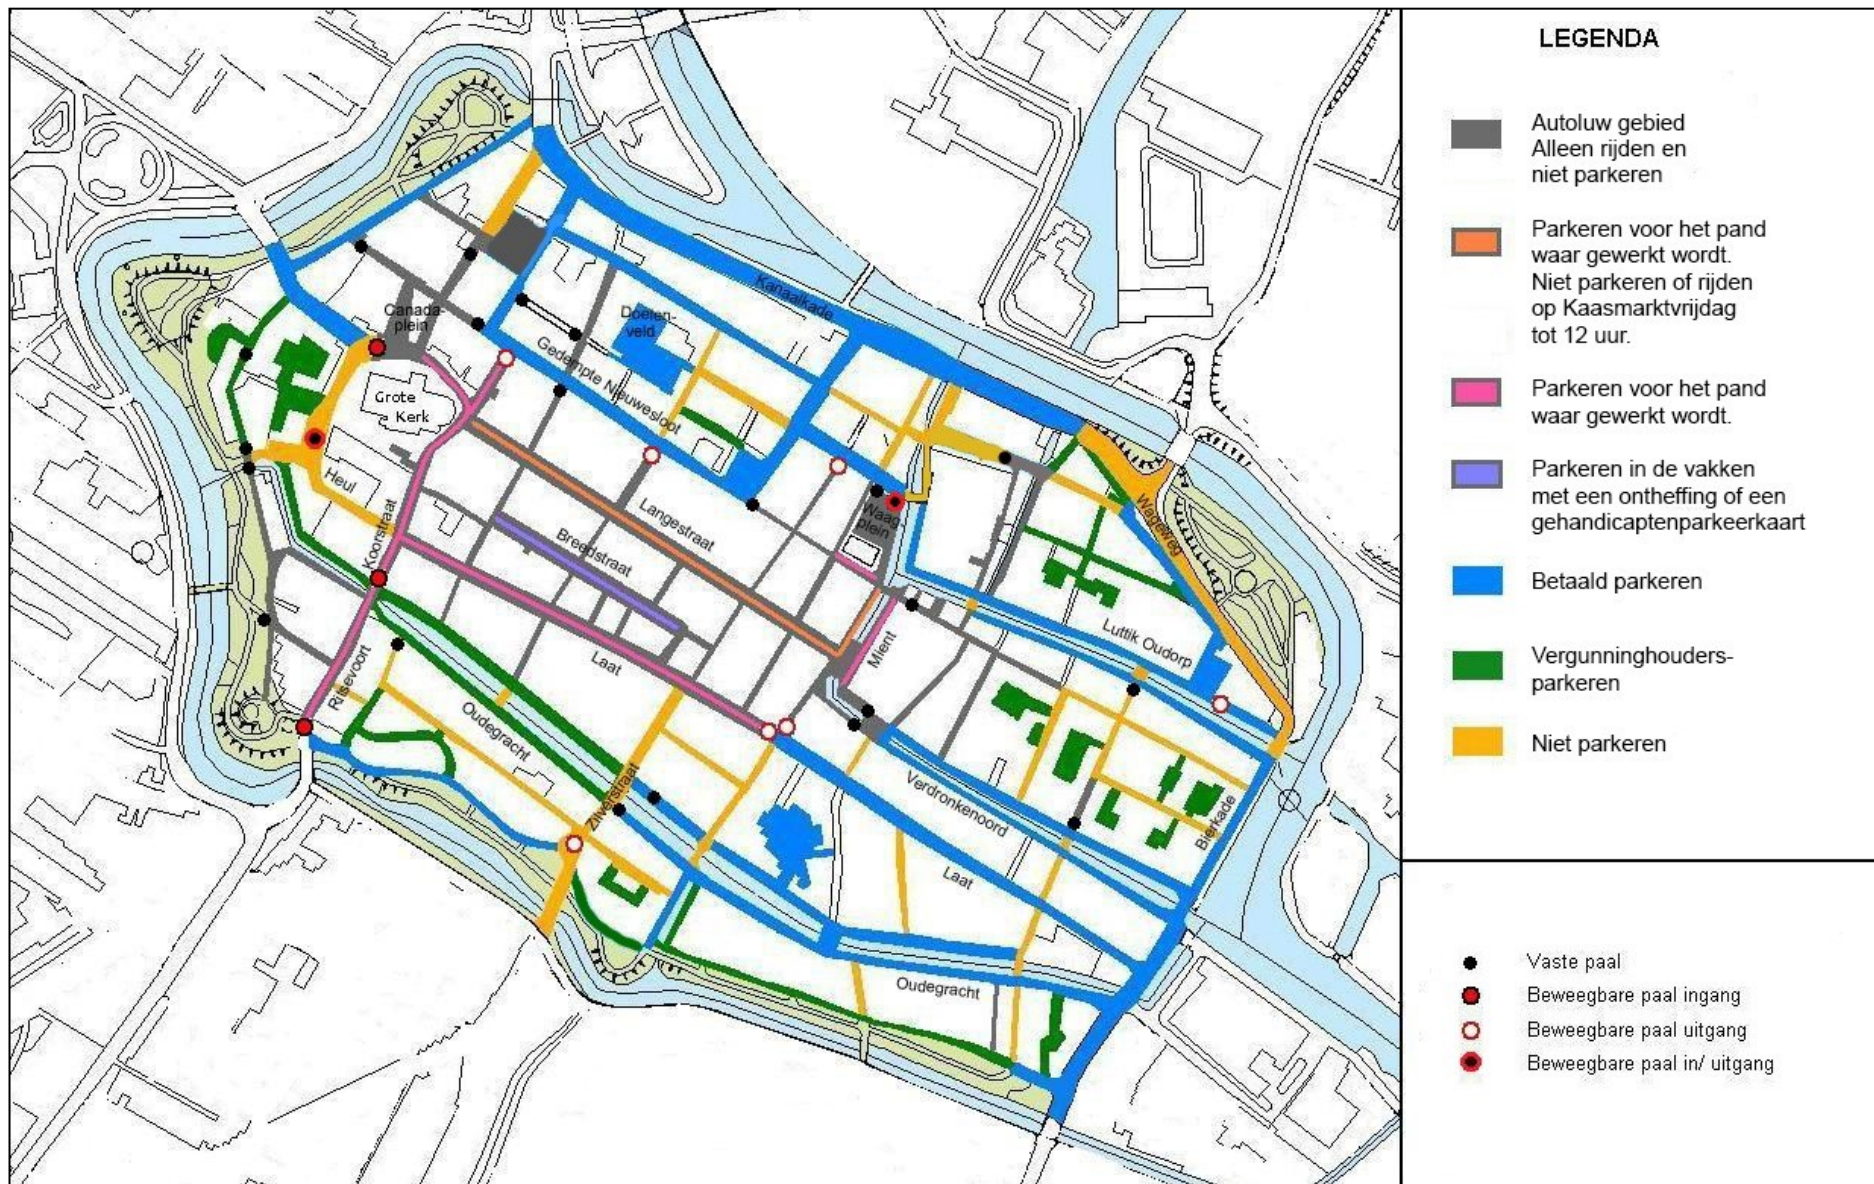 Canada-
plein
Grote
Kerk
Heul
Koorstraat
Ritsevoort
Gedempte Nieuwesloot
Doelen-
veld
Kanaalkade
Langestraat
Breedstraat
Laat
Oudegracht
Zilverstraat
Waag-
plein
Mient
Wageweg
Luttik Oudorp
Verdronkenoord
Laat
Bierkade
Oudegracht
LEGENDA
Autoluw gebied
Alleen rijden en
niet parkeren
Parkeren voor het pand
waar gewerkt wordt.
Niet parkeren of rijden
op Kaasmarktvrijdag
tot 12 uur.
Parkeren voor het pand
waar gewerkt wordt.
Parkeren in de vakken
met een ontheffing of een
gehandicaptenparkeerkaart
Betaald parkeren
Vergunninghouders-
parkeren
Niet parkeren
Vaste paal
Beweegbare paal ingang
Beweegbare paal uitgang
Beweegbare paal in/ uitgang